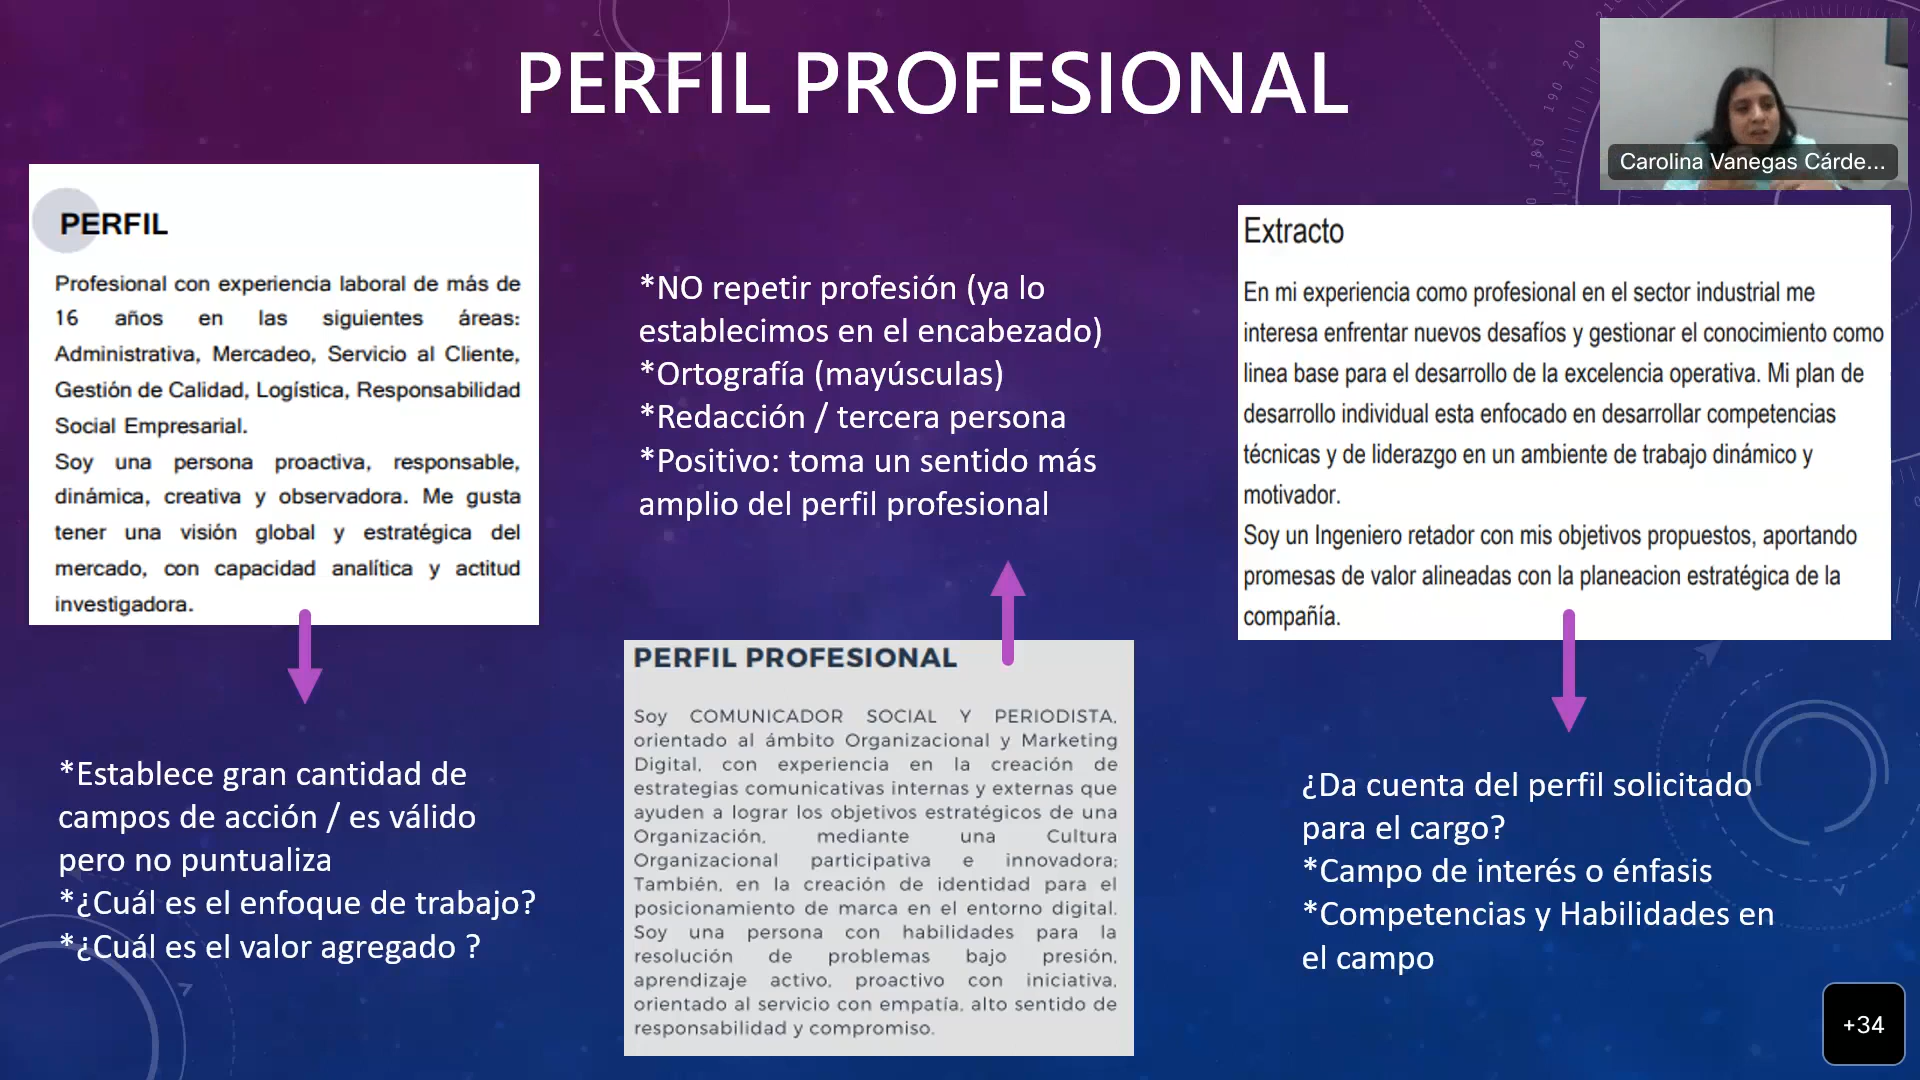 PERFIL PROFESIONAL
Carolina Vanegas Cárde...
PERFIL
Profesional con experiencia laboral de más de
16 años en las siguientes áreas:
Administrativa, Mercadeo, Servicio al Cliente,
Gestión de Calidad, Logística, Responsabilidad
Social Empresarial.
Soy una persona proactiva, responsable,
dinámica, creativa y observadora. Me gusta
tener una visión global y estratégica del
mercado, con capacidad analítica y actitud
investigadora.
*Establece gran cantidad de
campos de acción / es válido
pero no puntualiza
*¿Cuál es el enfoque de trabajo?
*¿Cuál es el valor agregado ?
*NO repetir profesión (ya lo
establecimos en el encabezado)
*Ortografía (mayúsculas)
*Redacción / tercera persona
*Positivo: toma un sentido más
amplio del perfil profesional
PERFIL PROFESIONAL
Soy COMUNICADOR SOCIAL Y PERIODISTA,
orientado al ámbito Organizacional y Marketing
Digital, con experiencia en la creación de
estrategias comunicativas internas y externas que
ayuden a lograr los objetivos estratégicos de una
Organización, mediante una Cultura
Organizacional participativa e innovadora;
También, en la creación de identidad para el
posicionamiento de marca en el entorno digital.
Soy una persona con habilidades para la
resolución de problemas bajo presión,
aprendizaje activo, proactivo con iniciativa,
orientado al servicio con empatía, alto sentido de
responsabilidad y compromiso.
Extracto
En mi experiencia como profesional en el sector industrial me
interesa enfrentar nuevos desafíos y gestionar el conocimiento como
linea base para el desarrollo de la excelencia operativa. Mi plan de
desarrollo individual esta enfocado en desarrollar competencias
técnicas y de liderazgo en un ambiente de trabajo dinámico y
motivador.
Soy un Ingeniero retador con mis objetivos propuestos, aportando
promesas de valor alineadas con la planeacion estratégica de la
compañía.
¿Da cuenta del perfil solicitado
para el cargo?
*Campo de interés o énfasis
*Competencias y Habilidades en
el campo
+34
180
190
200